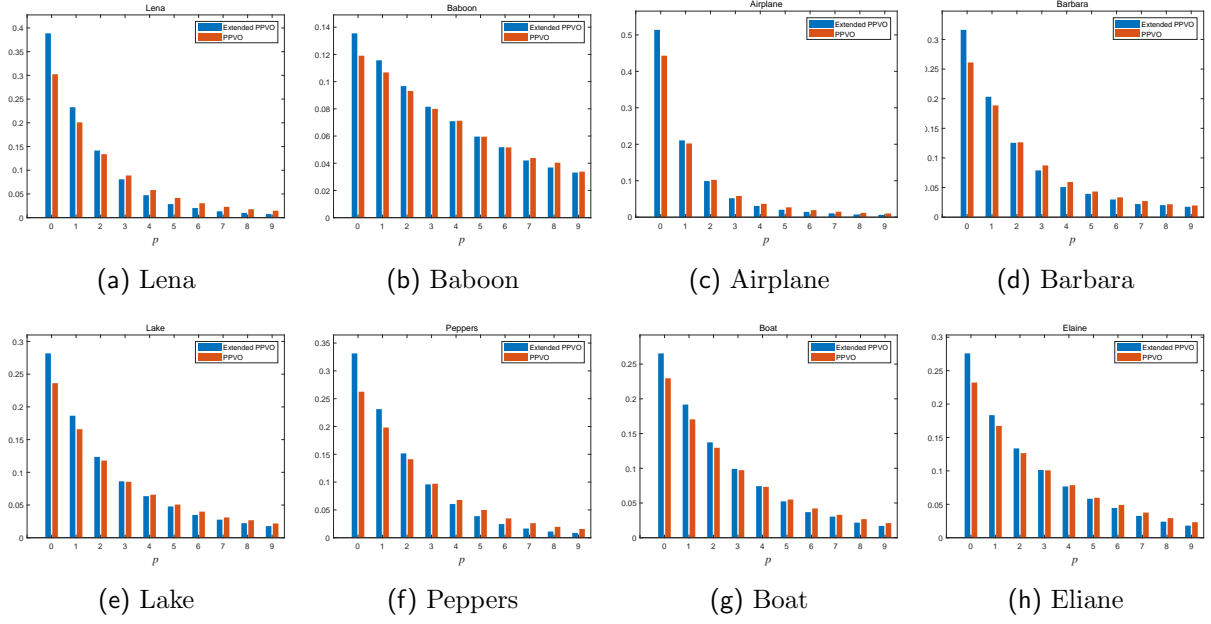 Lena
Extended PPVO
PPVO
0.4
0.35
0.3
0.25
0.2
0.15
0.1
0.05
0
0 1 2 3 4 5 6 7 8 9
p
(a) Lena
Baboon
Extended PPVO
PPVO
0.14
0.12
0.1
0.08
0.06
0.04
0.02
0
0 1 2 3 4 5 6 7 8 9
p
(b) Baboon
Airplane
Extended PPVO
PPVO
0.5
0.4
0.3
0.2
0.1
0
0 1 2 3 4 5 6 7 8 9
p
(c) Airplane
Barbara
Extended PPVO
PPVO
0.3
0.25
0.2
0.15
0.1
0.05
0
0 1 2 3 4 5 6 7 8 9
p
(d) Barbara
Lake
Extended PPVO
PPVO
0.3
0.25
0.2
0.15
0.1
0.05
0
0 1 2 3 4 5 6 7 8 9
p
(e) Lake
Peppers
Extended PPVO
PPVO
0.35
0.3
0.25
0.2
0.15
0.1
0.05
0
0 1 2 3 4 5 6 7 8 9
p
(f) Peppers
Boat
Extended PPVO
PPVO
0.25
0.2
0.15
0.1
0.05
0
0 1 2 3 4 5 6 7 8 9
p
(g) Boat
Elaine
Extended PPVO
PPVO
0.3
0.25
0.2
0.15
0.1
0.05
0
0 1 2 3 4 5 6 7 8 9
p
(h) Eliane